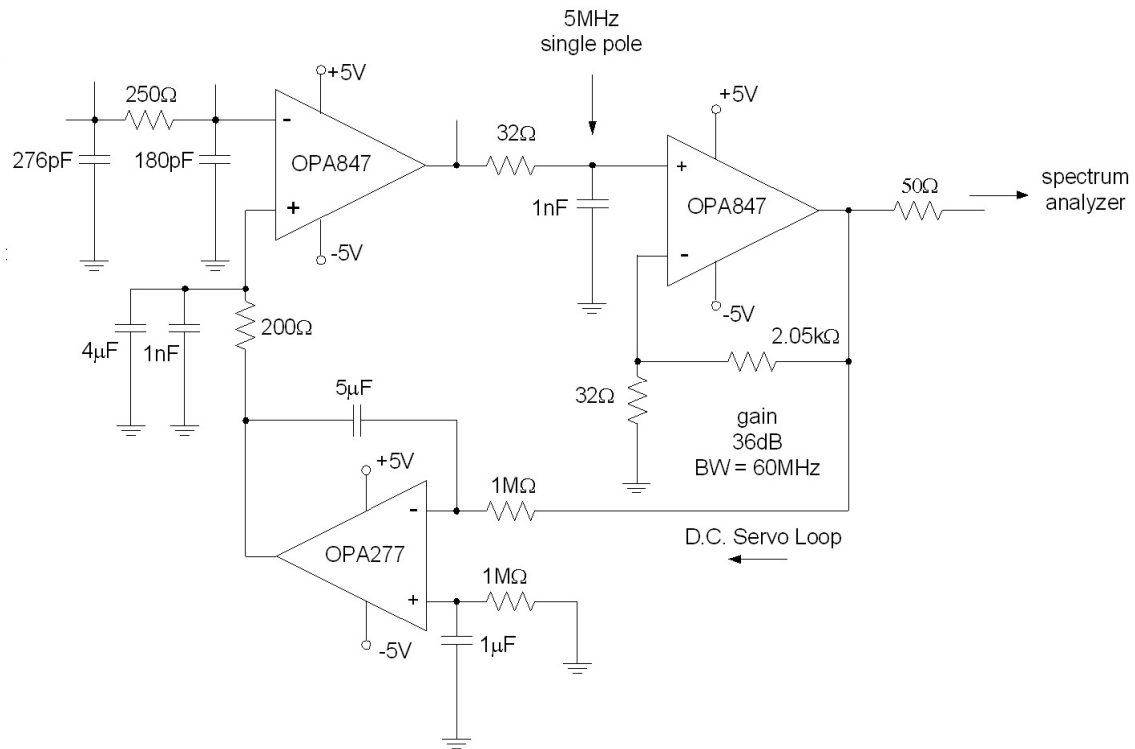 5MHz
single pole
+5V
250Ω
-
276pF
180pF
OPA847
+
-5V
32Ω
1nF
+5V
+
OPA847
-
-5V
50Ω
spectrum
analyzer
4μF
1nF
200Ω
2.05kΩ
32Ω
gain
36dB
BW = 60MHz
5μF
+5V
-
1MΩ
OPA277
D.C. Servo Loop
1MΩ
+
-5V
1μF
: